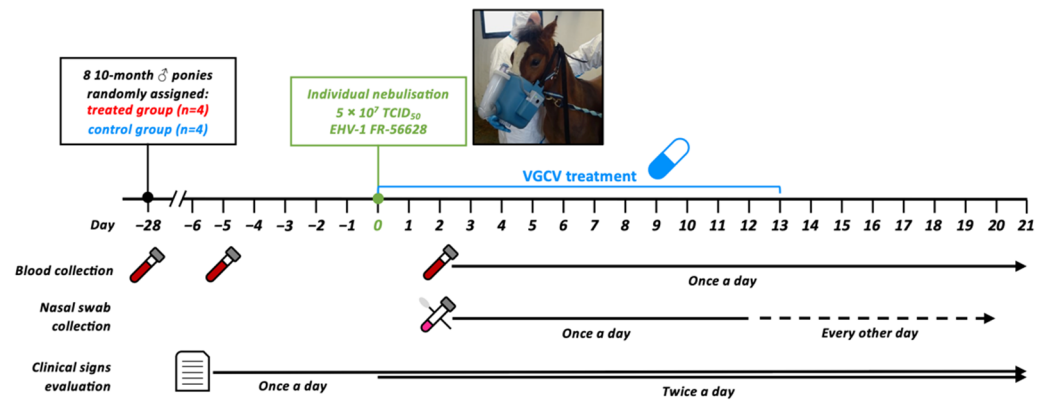 8 10-month ♂ ponies
randomly assigned:
treated group (n=4)
control group (n=4)
Individual nebulisation
5 × 10⁷ TCID₅₀
EHV-1 FR-56628
VGCV treatment
Day −28 −6 −5 −4 −3 −2 −1 0 1 2 3 4 5 6 7 8 9 10 11 12 13 14 15 16 17 18 19 20 21
Blood collection
Once a day
Nasal swab
collection
Once a day Every other day
Clinical signs
evaluation
Once a day Twice a day